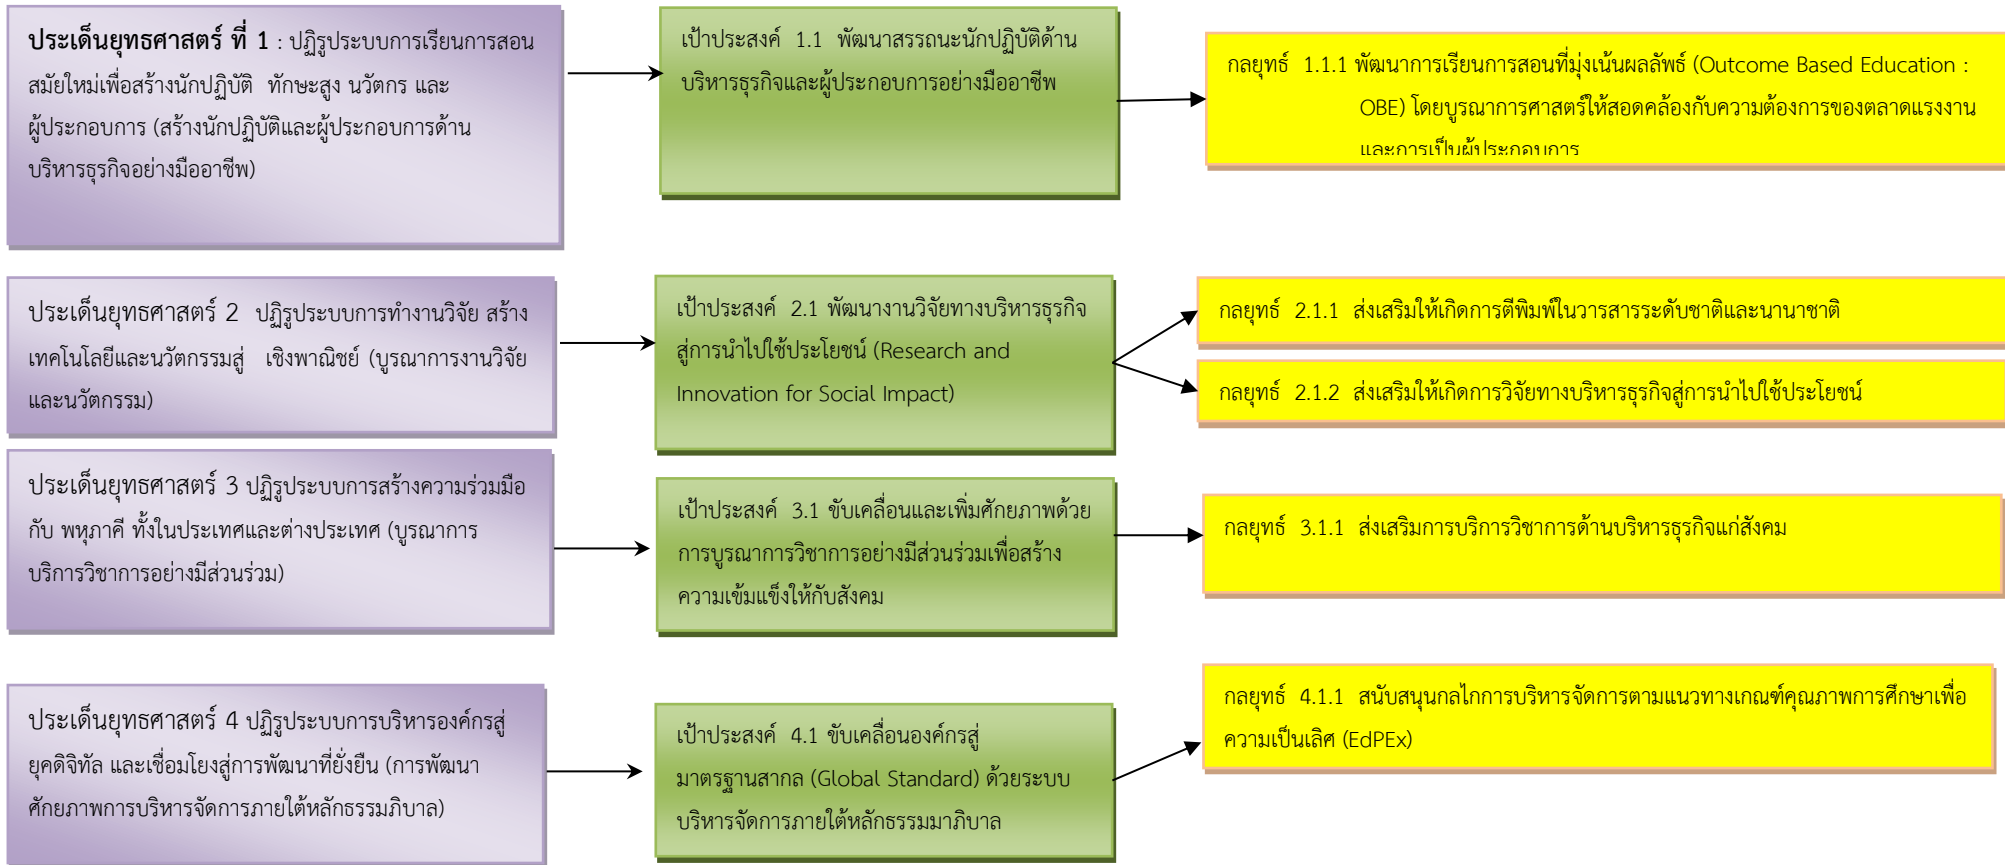 ประเด็นยุทธศาสตร์ ที่ 1 : ปฏิรูประบบการเรียนการสอน
สมัยใหม่เพื่อสร้างนักปฏิบัติ ทักษะสูง นวัตกร และ
ผู้ประกอบการ (สร้างนักปฏิบัติและผู้ประกอบการด้าน
บริหารธุรกิจอย่างมืออาชีพ)
เป้าประสงค์ 1.1 พัฒนาสรรถนะนักปฏิบัติด้าน
บริหารธุรกิจและผู้ประกอบการอย่างมืออาชีพ
กลยุทธ์ 1.1.1 พัฒนาการเรียนการสอนที่มุ่งเน้นผลลัพธ์ (Outcome Based Education :
OBE) โดยบูรณาการศาสตร์ให้สอดคล้องกับความต้องการของตลาดแรงงาน
และการเป็นผู้ประกอบการ
ประเด็นยุทธศาสตร์ 2 ปฏิรูประบบการทำงานวิจัย สร้าง
เทคโนโลยีและนวัตกรรมสู่ เชิงพาณิชย์ (บูรณาการงานวิจัย
และนวัตกรรม)
เป้าประสงค์ 2.1 พัฒนางานวิจัยทางบริหารธุรกิจ
สู่การนำไปใช้ประโยชน์ (Research and
Innovation for Social Impact)
กลยุทธ์ 2.1.1 ส่งเสริมให้เกิดการตีพิมพ์ในวารสารระดับชาติและนานาชาติ
กลยุทธ์ 2.1.2 ส่งเสริมให้เกิดการวิจัยทางบริหารธุรกิจสู่การนำไปใช้ประโยชน์
ประเด็นยุทธศาสตร์ 3 ปฏิรูประบบการสร้างความร่วมมือ
กับ พหุภาคี ทั้งในประเทศและต่างประเทศ (บูรณาการ
บริการวิชาการอย่างมีส่วนร่วม)
เป้าประสงค์ 3.1 ขับเคลื่อนและเพิ่มศักยภาพด้วย
การบูรณาการวิชาการอย่างมีส่วนร่วมเพื่อสร้าง
ความเข้มแข็งให้กับสังคม
กลยุทธ์ 3.1.1 ส่งเสริมการบริการวิชาการด้านบริหารธุรกิจแก่สังคม
ประเด็นยุทธศาสตร์ 4 ปฏิรูประบบการบริหารองค์กรสู่
ยุคดิจิทัล และเชื่อมโยงสู่การพัฒนาที่ยั่งยืน (การพัฒนา
ศักยภาพการบริหารจัดการภายใต้หลักธรรมภิบาล)
เป้าประสงค์ 4.1 ขับเคลื่อนองค์กรสู่
มาตรฐานสากล (Global Standard) ด้วยระบบ
บริหารจัดการภายใต้หลักธรรมมาภิบาล
กลยุทธ์ 4.1.1 สนับสนุนกลไกการบริหารจัดการตามแนวทางเกณฑ์คุณภาพการศึกษาเพื่อ
ความเป็นเลิศ (EdPEx)